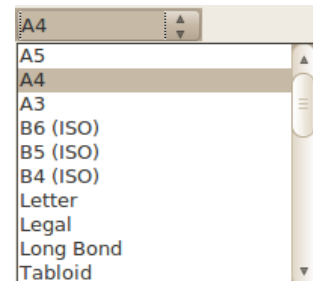 A4
A5
A4
A3
B6 (ISO)
B5 (ISO)
B4 (ISO)
Letter
Legal
Long Bond
Tabloid